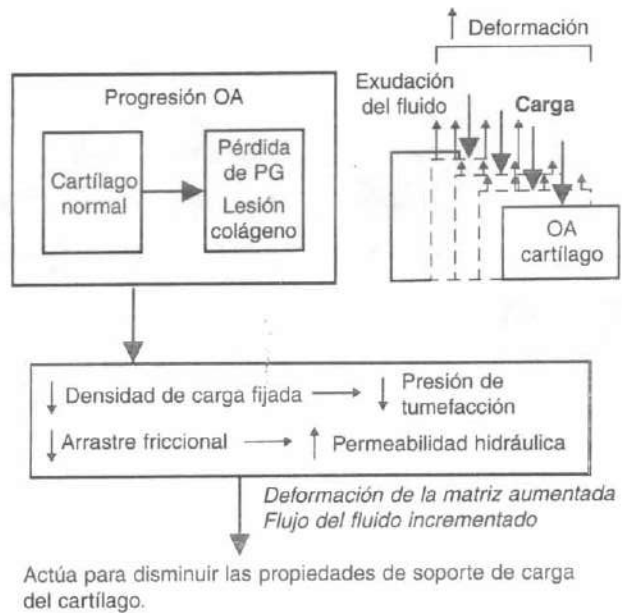 Progresión OA
Cartílago
normal
Pérdida
de PG
Lesión
colágeno
↑ Deformación
Exudación
del fluido
Carga
OA
cartílago
↓ Densidad de carga fijada → ↓ Presión de
tumefacción
↓ Arrastre friccional → ↑ Permeabilidad hidráulica
Deformación de la matriz aumentada
Flujo del fluido incrementado
Actúa para disminuir las propiedades de soporte de carga
del cartílago.